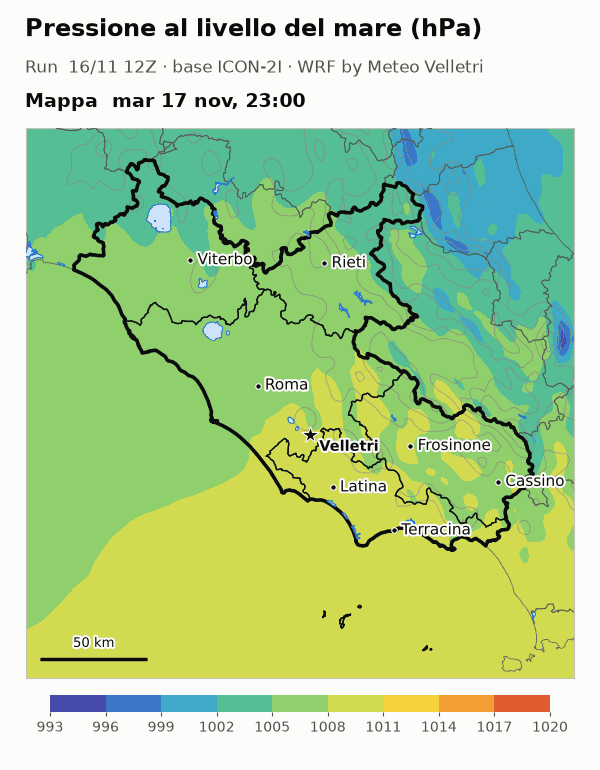 Pressione al livello del mare (hPa)
Run  16/11 12Z · base ICON-2I · WRF by Meteo Velletri
Mappa  mar 17 nov, 23:00
Viterbo
Rieti
Roma
Velletri
Frosinone
Cassino
Latina
Terracina
50 km
993 996 999 1002 1005 1008 1011 1014 1017 1020